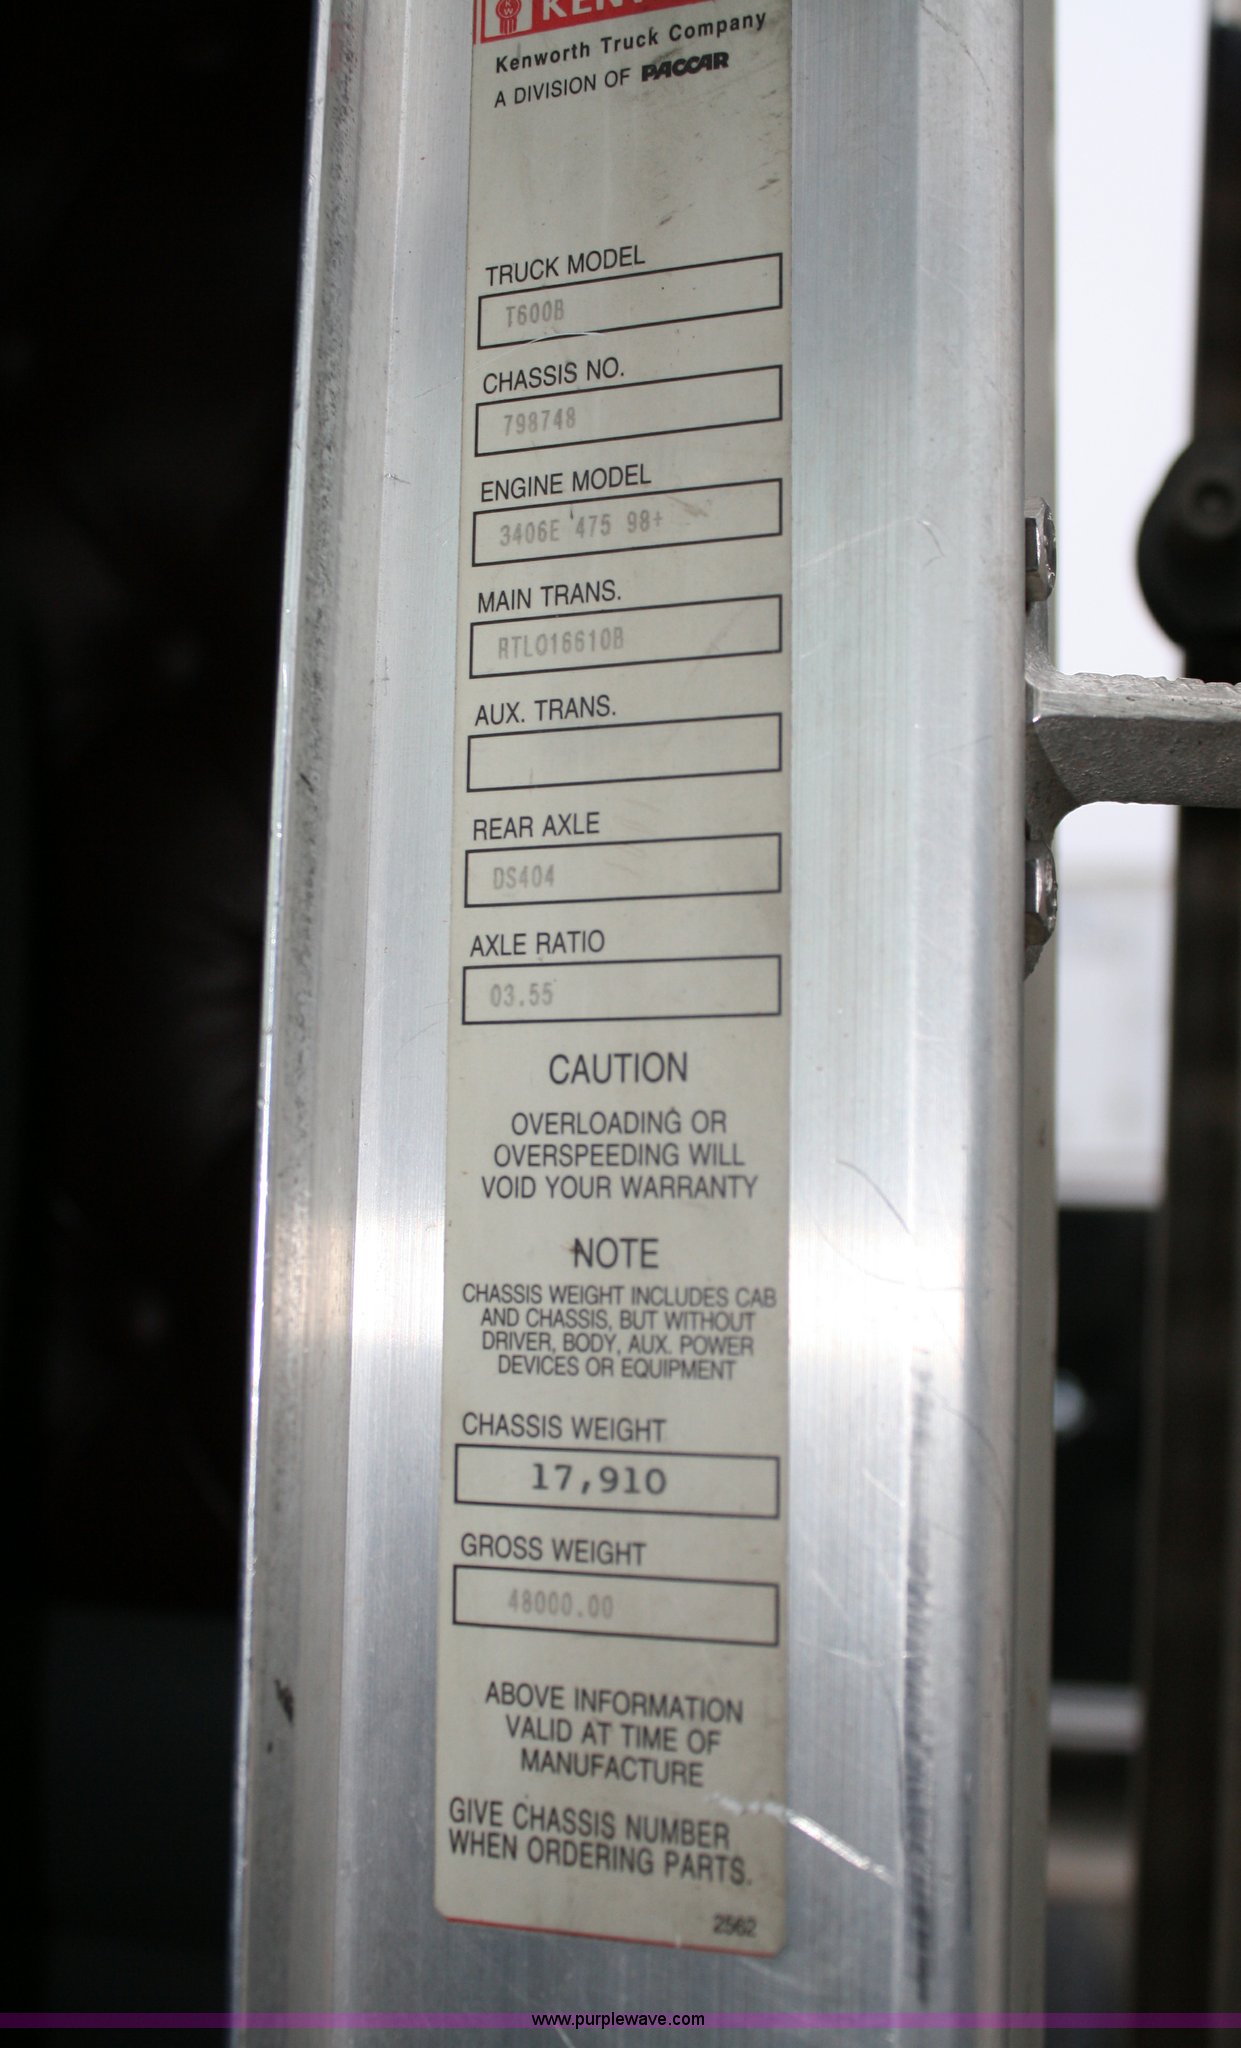 KW
Kenworth Truck Company
A DIVISION OF PACCAR
TRUCK MODEL
T600B
CHASSIS NO.
798748
ENGINE MODEL
3406E 475 98+
MAIN TRANS.
RTLO16610B
AUX. TRANS.
REAR AXLE
DS404
AXLE RATIO
03.55
CAUTION
OVERLOADING OR
OVERSPEEDING WILL
VOID YOUR WARRANTY
NOTE
CHASSIS WEIGHT INCLUDES CAB
AND CHASSIS, BUT WITHOUT
DRIVER, BODY, AUX. POWER
DEVICES OR EQUIPMENT
CHASSIS WEIGHT
17,910
GROSS WEIGHT
48000.00
ABOVE INFORMATION
VALID AT TIME OF
MANUFACTURE
GIVE CHASSIS NUMBER
WHEN ORDERING PARTS.
2562
www.purplewave.com